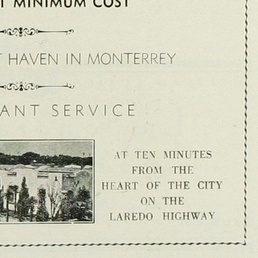 T MINIMUM COST
T HAVEN IN MONTERREY
ANT SERVICE
AT TEN MINUTES
FROM THE
HEART OF THE CITY
ON THE
LAREDO HIGHWAY